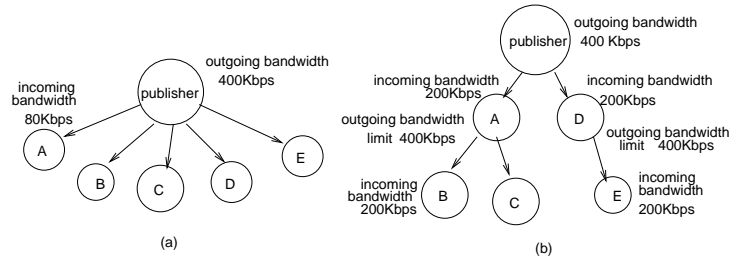 outgoing bandwidth
400Kbps
publisher
incoming
bandwidth
80Kbps
A
B
C
D
E
(a)
outgoing bandwidth
400 Kbps
publisher
incoming bandwidth
200Kbps
incoming bandwidth
200Kbps
A
D
outgoing bandwidth
limit 400Kbps
outgoing bandwidth
limit 400Kbps
incoming
bandwidth
200Kbps
B
C
E
incoming
bandwidth
200Kbps
(b)